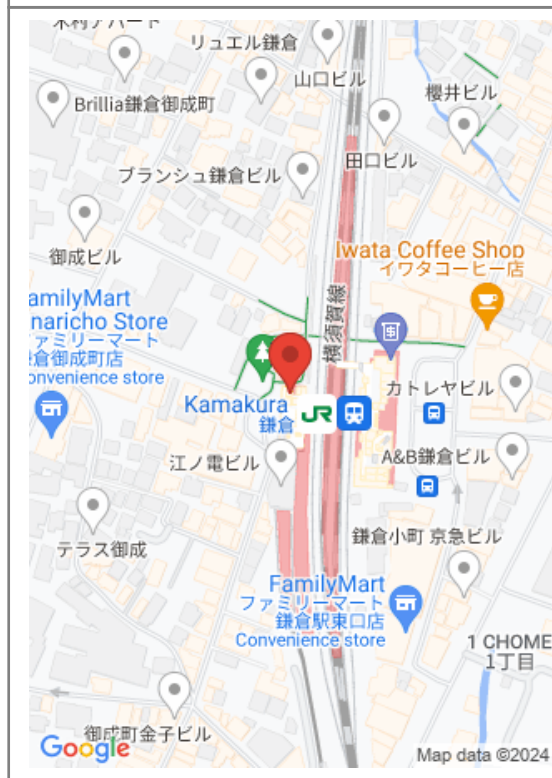 木村アパート
リュエル鎌倉
山口ビル
櫻井ビル
Brillia鎌倉御成町
田口ビル
ブランシュ鎌倉ビル
御成ビル
Iwata Coffee Shop
イワタコーヒー店
amilyMart
naricho Store
ァミリーマート
倉御成町店
onvenience store
横須賀線
カトレヤビル
Kamakura
鎌倉
JR
A&B鎌倉ビル
江ノ電ビル
テラス御成
鎌倉小町 京急ビル
FamilyMart
ファミリーマート
鎌倉駅東口店
Convenience store
1 CHOME
1丁目
御成町金子ビル
Google
Map data ©2024